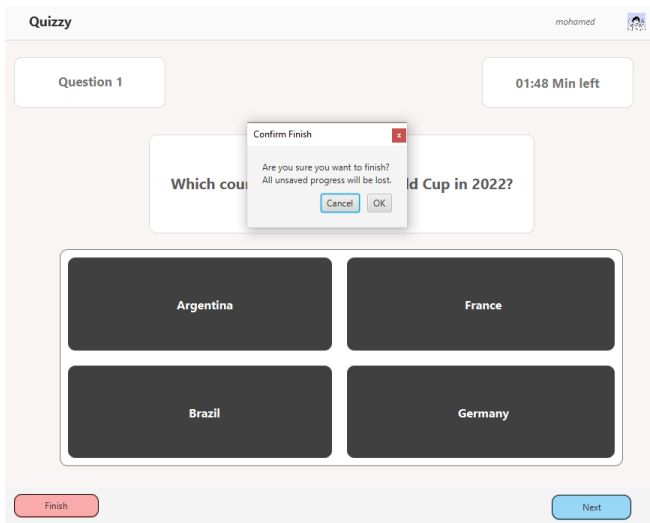 Quizzy
mohamed
Question 1
01:48 Min left
Confirm Finish
x
Are you sure you want to finish?
All unsaved progress will be lost.
Cancel
OK
Which cou
ld Cup in 2022?
Argentina
France
Brazil
Germany
Finish
Next